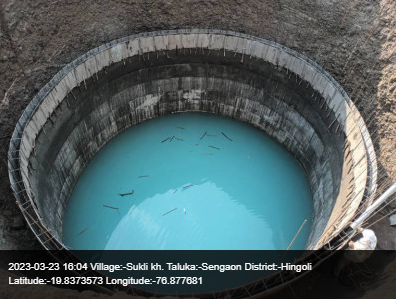 2023-03-23 16:04 Village:-Sukli kh. Taluka:-Sengaon District:-Hingoli
Latitude:-19.8373573 Longitude:-76.877681